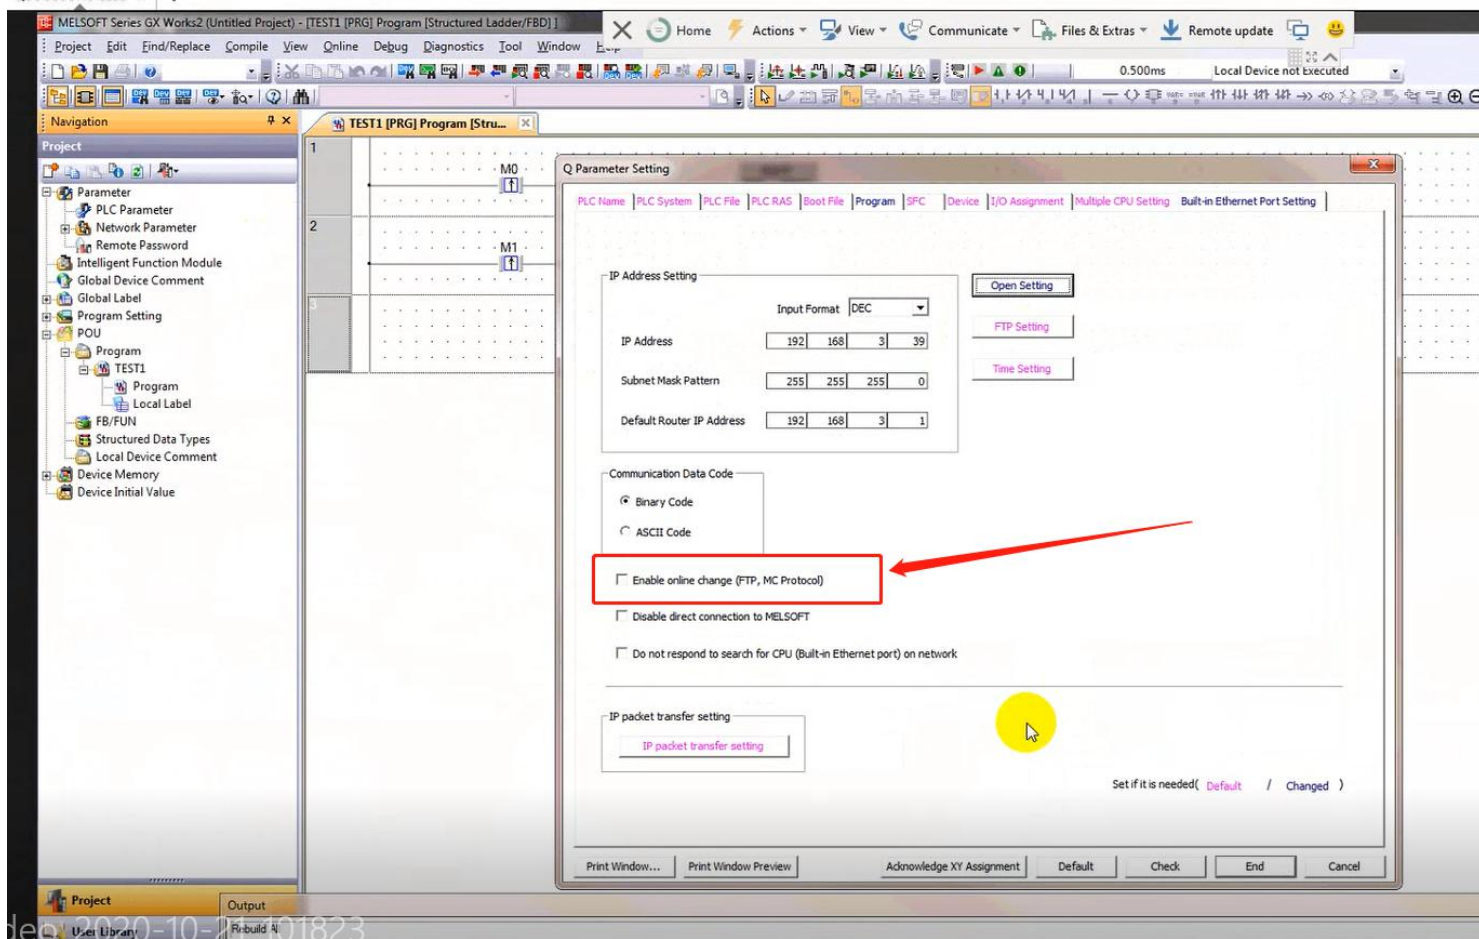 MELSOFT Series GX Works2 (Untitled Project) - [TEST1 [PRG] Program [Structured Ladder/FBD] ]
Home Actions View Communicate Files & Extras Remote update
Project Edit Find/Replace Compile View Online Debug Diagnostics Tool Window
0.500ms Local Device not Executed
Navigation
TEST1 [PRG] Program [Stru...
Project
Parameter
PLC Parameter
Network Parameter
Remote Password
Intelligent Function Module
Global Device Comment
Global Label
Program Setting
POU
Program
TEST1
Program
Local Label
FB/FUN
Structured Data Types
Local Device Comment
Device Memory
Device Initial Value
1
M0
2
M1
3
Q Parameter Setting
PLC Name PLC System PLC File PLC RAS Boot File Program SFC Device I/O Assignment Multiple CPU Setting Built-in Ethernet Port Setting
IP Address Setting
Input Format DEC
IP Address 192 168 3 39
Subnet Mask Pattern 255 255 255 0
Default Router IP Address 192 168 3 1
Open Setting
FTP Setting
Time Setting
Communication Data Code
Binary Code
ASCII Code
Enable online change (FTP, MC Protocol)
Disable direct connection to MELSOFT
Do not respond to search for CPU (Built-in Ethernet port) on network
IP packet transfer setting
IP packet transfer setting
Set if it is needed( Default / Changed )
Print Window... Print Window Preview Acknowledge XY Assignment Default Check End Cancel
Project
Output
User Library
Rebuild All
deo 2020-10-21 101823